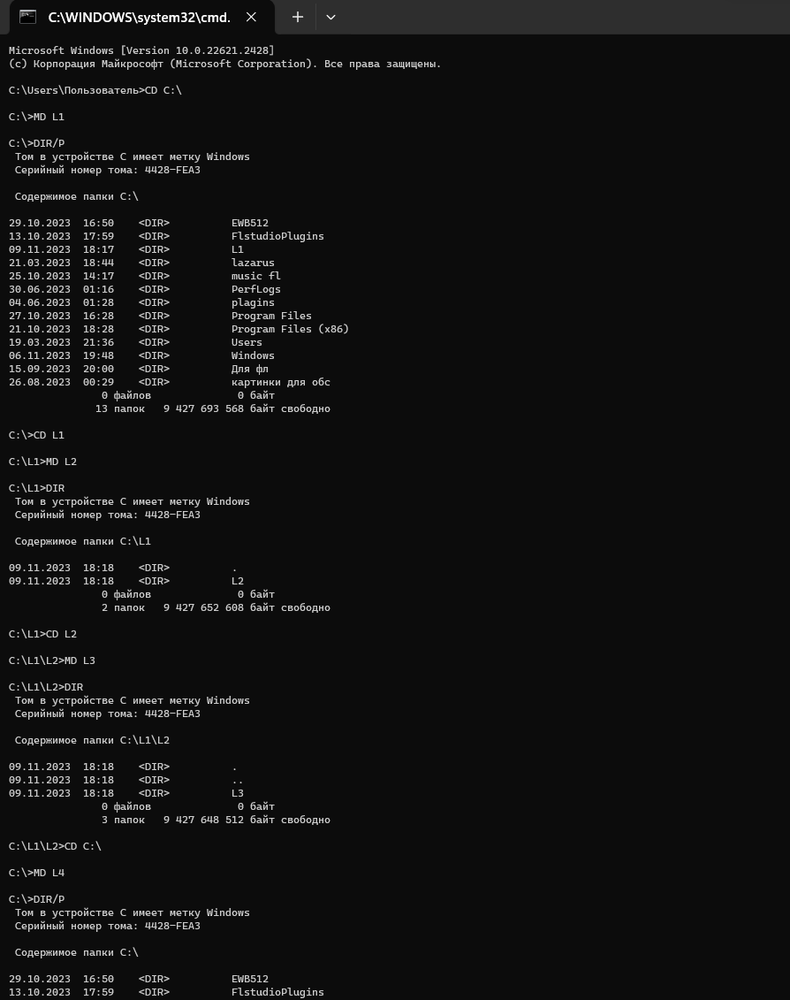 C:\WINDOWS\system32\cmd.
Microsoft Windows [Version 10.0.22621.2428]
(c) Корпорация Майкрософт (Microsoft Corporation). Все права защищены.
C:\Users\Пользователь>CD C:\
C:\>MD L1
C:\>DIR/P
Том в устройстве C имеет метку Windows
Серийный номер тома: 4428-FEA3
Содержимое папки C:\
29.10.2023  16:50    <DIR>          EWB512
13.10.2023  17:59    <DIR>          FlstudioPlugins
09.11.2023  18:17    <DIR>          L1
21.03.2023  18:44    <DIR>          lazarus
25.10.2023  14:17    <DIR>          music fl
30.06.2023  01:16    <DIR>          PerfLogs
04.06.2023  01:28    <DIR>          plagins
27.10.2023  16:28    <DIR>          Program Files
21.10.2023  18:28    <DIR>          Program Files (x86)
19.03.2023  21:36    <DIR>          Users
06.11.2023  19:48    <DIR>          Windows
15.09.2023  20:00    <DIR>          Для фл
26.08.2023  00:29    <DIR>          картинки для обс
0 файлов              0 байт
13 папок   9 427 693 568 байт свободно
C:\>CD L1
C:\L1>MD L2
C:\L1>DIR
Том в устройстве C имеет метку Windows
Серийный номер тома: 4428-FEA3
Содержимое папки C:\L1
09.11.2023  18:18    <DIR>          .
09.11.2023  18:18    <DIR>          L2
0 файлов              0 байт
2 папок   9 427 652 608 байт свободно
C:\L1>CD L2
C:\L1\L2>MD L3
C:\L1\L2>DIR
Том в устройстве C имеет метку Windows
Серийный номер тома: 4428-FEA3
Содержимое папки C:\L1\L2
09.11.2023  18:18    <DIR>          .
09.11.2023  18:18    <DIR>          ..
09.11.2023  18:18    <DIR>          L3
0 файлов              0 байт
3 папок   9 427 648 512 байт свободно
C:\L1\L2>CD C:\
C:\>MD L4
C:\>DIR/P
Том в устройстве C имеет метку Windows
Серийный номер тома: 4428-FEA3
Содержимое папки C:\
29.10.2023  16:50    <DIR>          EWB512
13.10.2023  17:59    <DIR>          FlstudioPlugins